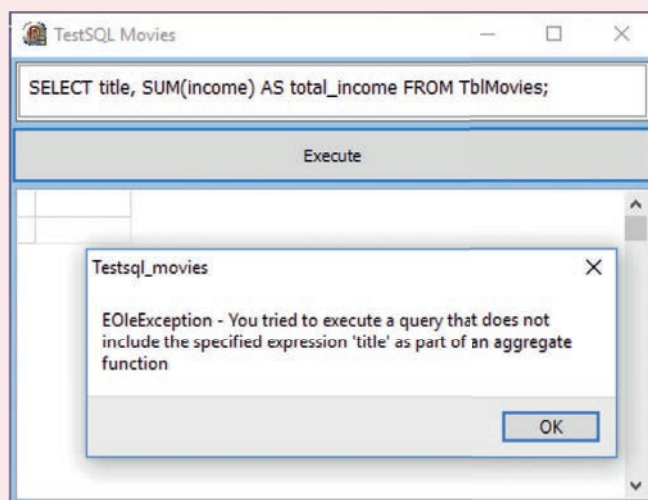 TestSQL Movies
SELECT title, SUM(income) AS total_income FROM TblMovies;
Execute
Testsql_movies
EOleException - You tried to execute a query that does not
include the specified expression 'title' as part of an aggregate
function
OK